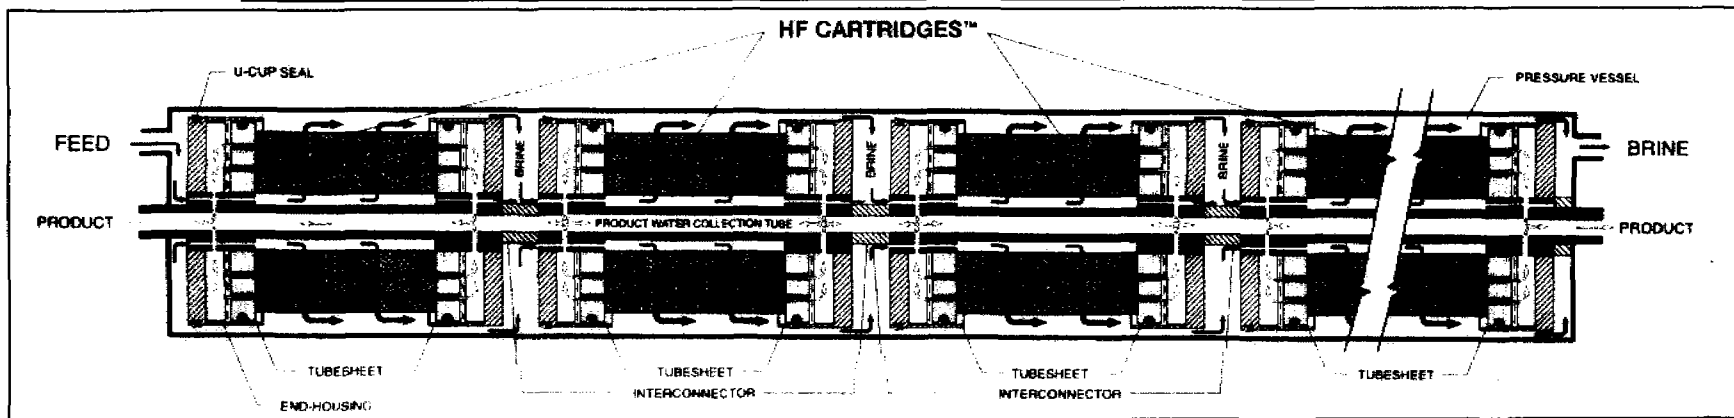 HF CARTRIDGES™
U-CUP SEAL
PRESSURE VESSEL
FEED
BRINE
BRINE
BRINE
BRINE
PRODUCT
PRODUCT WATER COLLECTION TUBE
PRODUCT
TUBESHEET
TUBESHEET
TUBESHEET
TUBESHEET
INTERCONNECTOR
INTERCONNECTOR
END-HOUSING